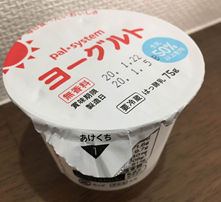 pal*system
ヨーグルト
50%
無香料
賞味期限
製造日
20. 1.22
20. 1. 5
要冷蔵
はっ酵乳 75g
あけくち